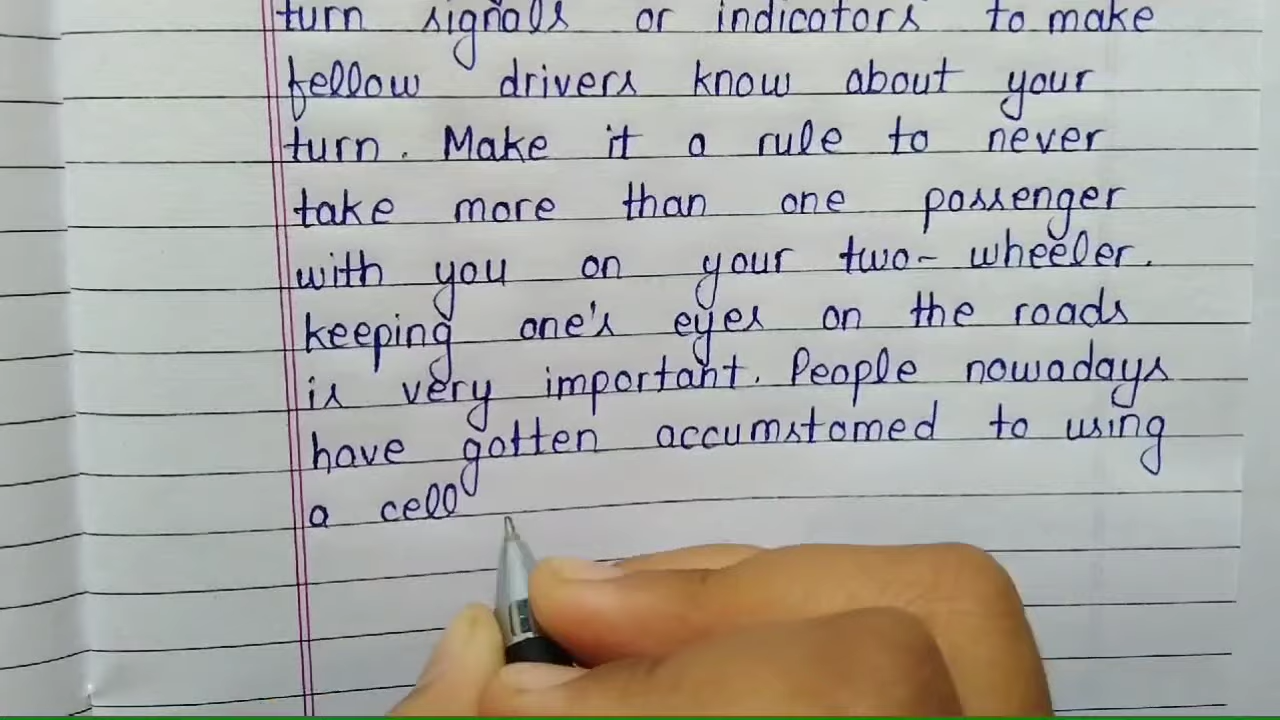 turn signals or indicators to make
fellow drivers know about your
turn. Make it a rule to never
take more than one passenger
with you on your two-wheeler.
keeping one's eyes on the roads
is very important. People nowadays
have gotten accumstomed to using
a cell